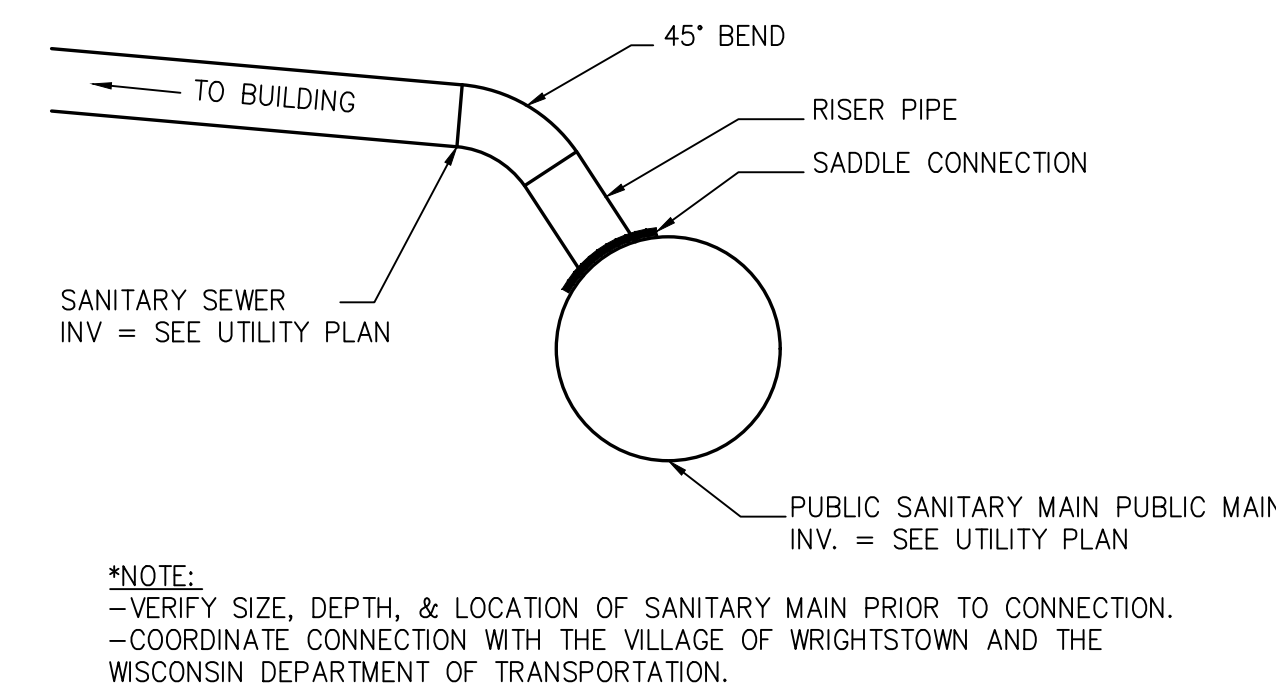 45° BEND
TO BUILDING
RISER PIPE
SADDLE CONNECTION
SANITARY SEWER
INV = SEE UTILITY PLAN
PUBLIC SANITARY MAIN PUBLIC MAIN
INV. = SEE UTILITY PLAN
*NOTE:
-VERIFY SIZE, DEPTH, & LOCATION OF SANITARY MAIN PRIOR TO CONNECTION.
-COORDINATE CONNECTION WITH THE VILLAGE OF WRIGHTSTOWN AND THE
WISCONSIN DEPARTMENT OF TRANSPORTATION.